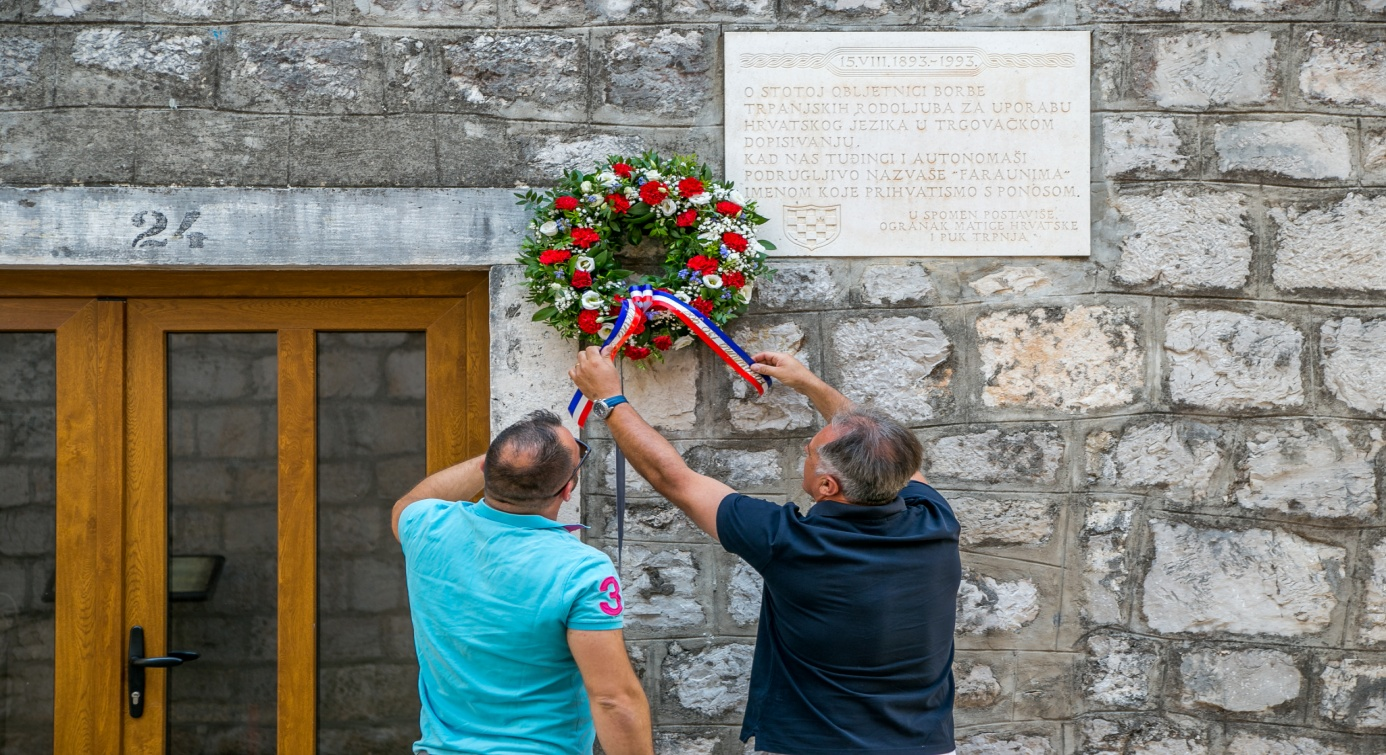 15.VIII.1893.–1993.
O STOTOJ OBLJETNICI BORBE
TRPANJSKIH RODOLJUBA ZA UPORABU
HRVATSKOG JEZIKA U TRGOVAČKOM
DOPISIVANJU.
KAD NAS TUĐINCI I AUTONOMAŠI
PODRUGLJIVO NAZVAŠE "FARAUNIMA"
IMENOM KOJE PRIHVATISMO S PONOSOM.
U SPOMEN POSTAVIŠE,
OGRANAK MATICE HRVATSKE
I PUK TRPNJA
24
3